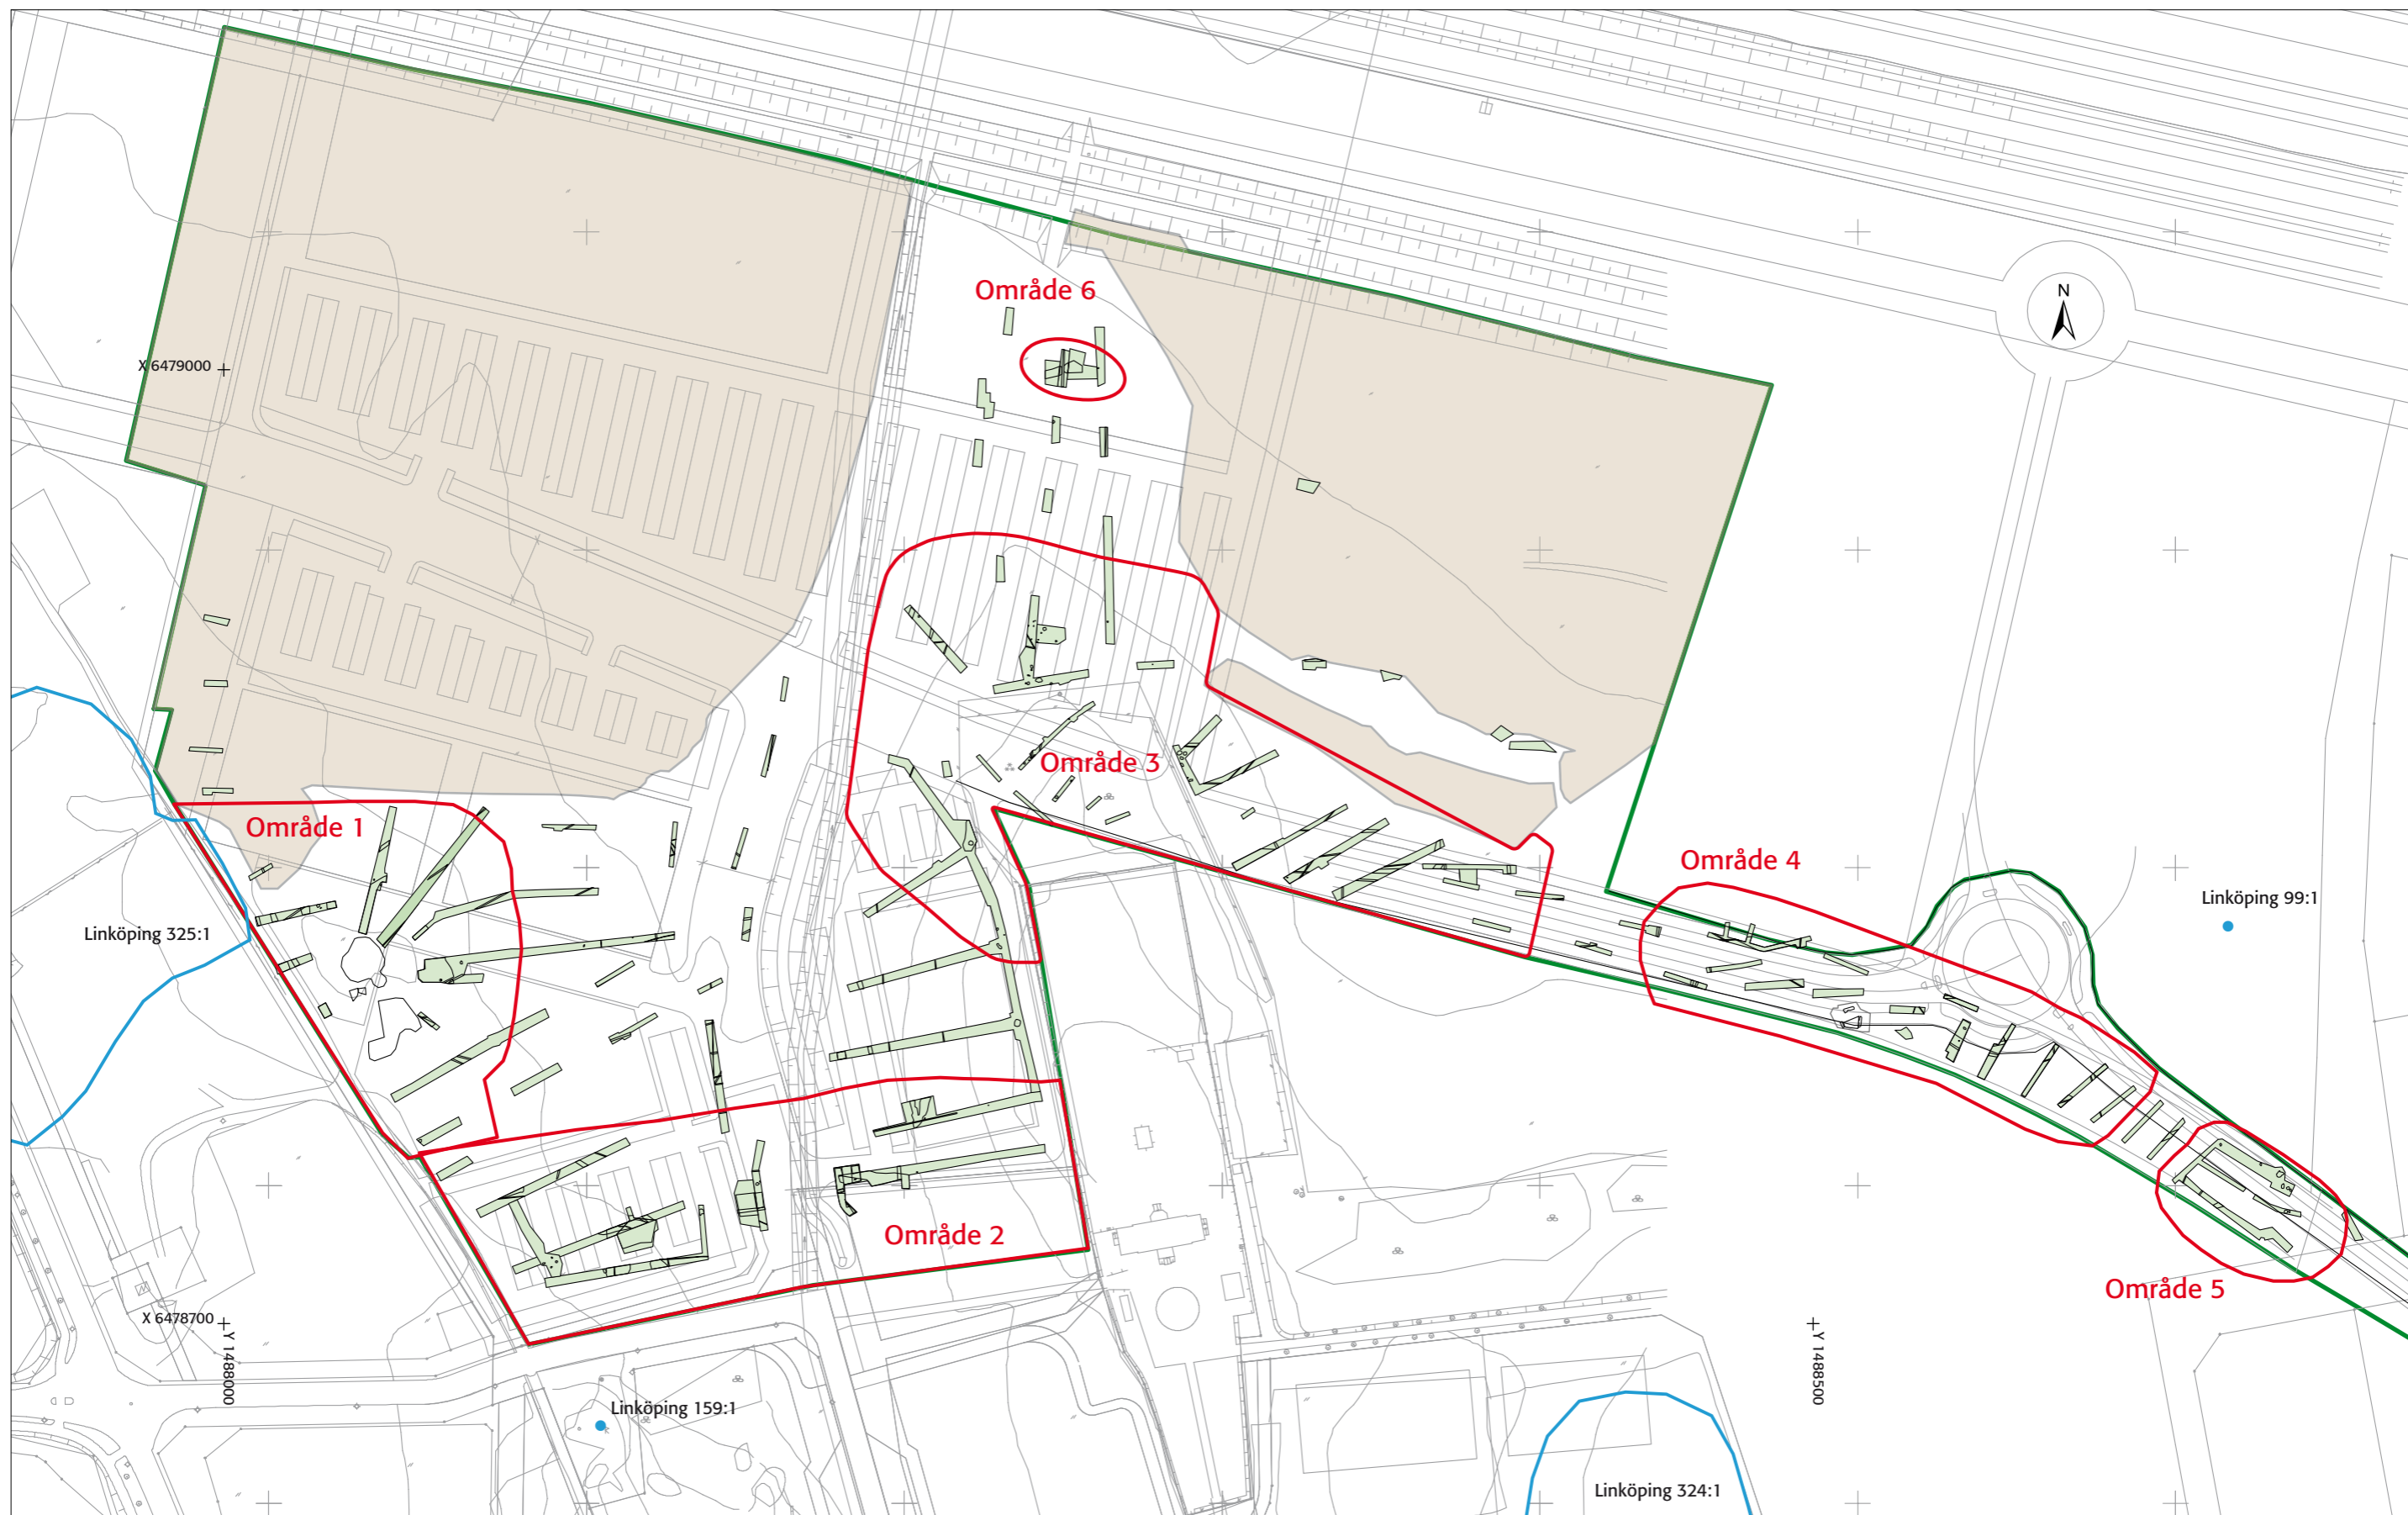 N
Område 6
X 6479000
Område 3
Område 1
Område 4
Linköping 99:1
Linköping 325:1
Område 2
Område 5
X 6478700
Y 1488000
Y 1488500
Linköping 159:1
Linköping 324:1